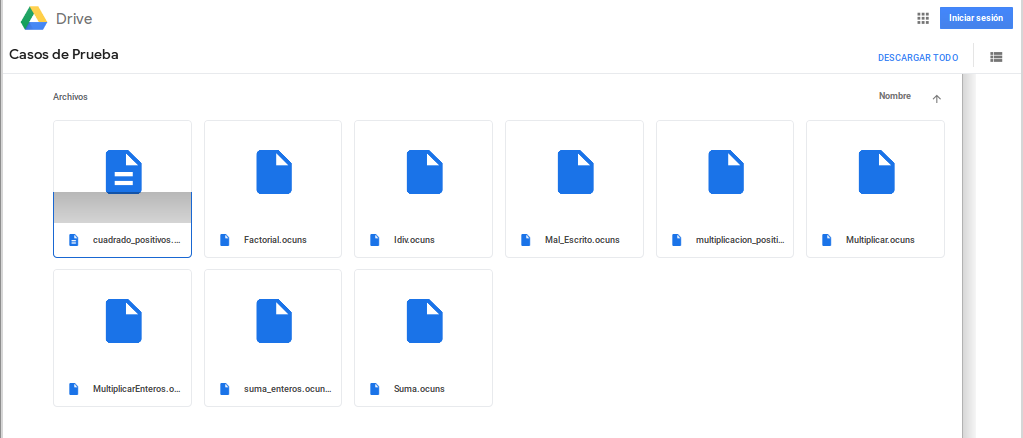 Drive
Iniciar sesión
Casos de Prueba
DESCARGAR TODO
Archivos
Nombre
cuadrado_positivos....
Factorial.ocuns
Idiv.ocuns
Mal_Escrito.ocuns
multiplicacion_positi...
Multiplicar.ocuns
MultiplicarEnteros.o...
suma_enteros.ocun...
Suma.ocuns